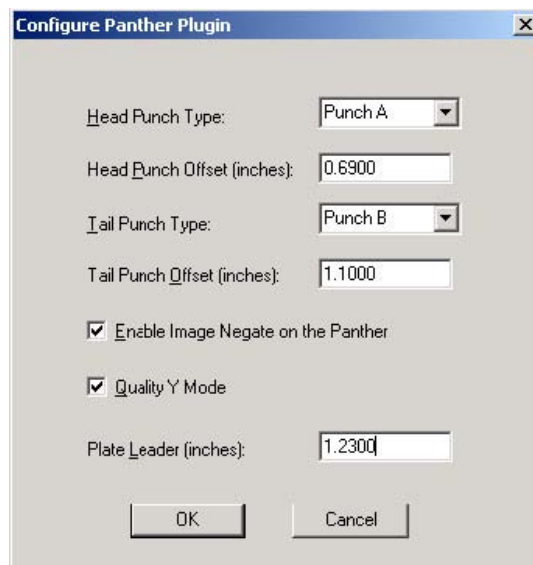 Configure Panther Plugin
Head Punch Type: Punch A
Head Punch Offset (inches): 0.6900
Tail Punch Type: Punch B
Tail Punch Offset (inches): 1.1000
Enable Image Negate on the Panther
Quality Y Mode
Plate Leader (inches): 1.2300
OK Cancel